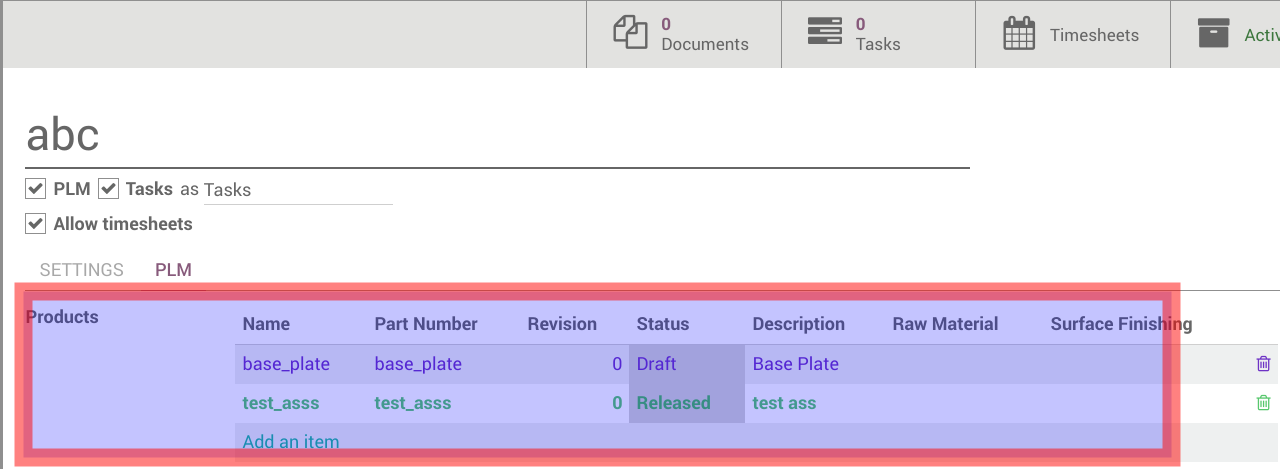 0 Documents
0 Tasks
Timesheets
Activ
abc
PLM Tasks as Tasks
Allow timesheets
SETTINGS PLM
Products
Name Part Number Revision Status Description Raw Material Surface Finishing
base_plate base_plate 0 Draft Base Plate
test_asss test_asss 0 Released test ass
Add an item